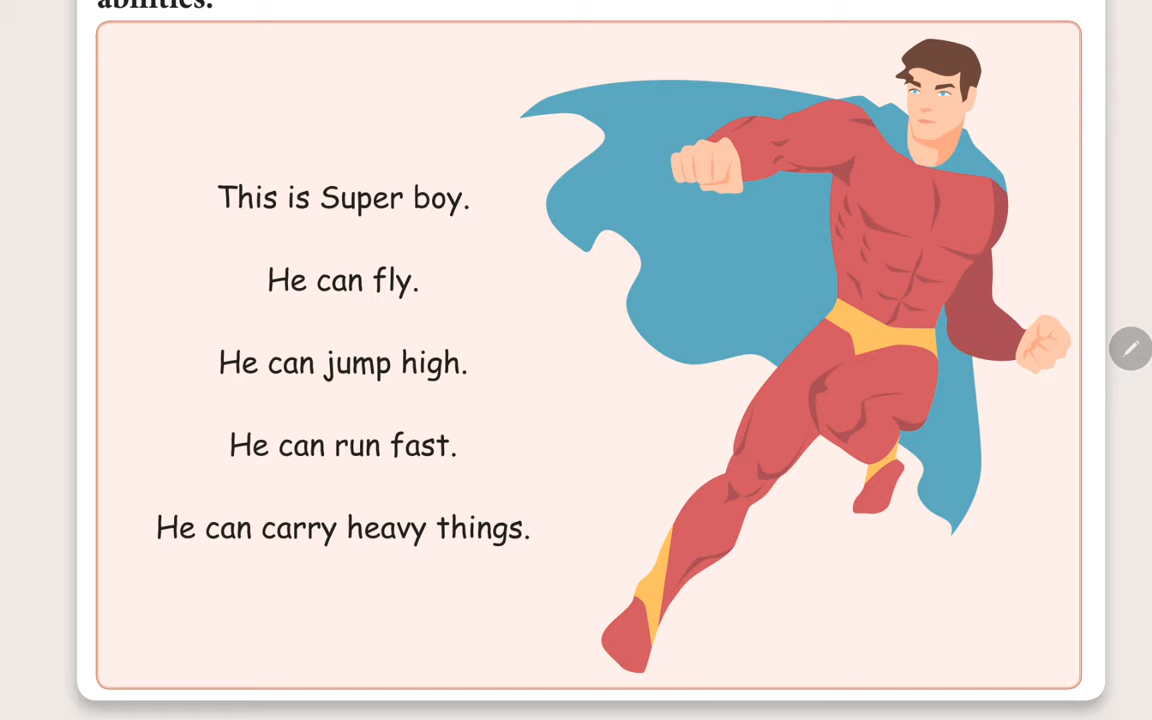 abilities.
This is Super boy.
He can fly.
He can jump high.
He can run fast.
He can carry heavy things.